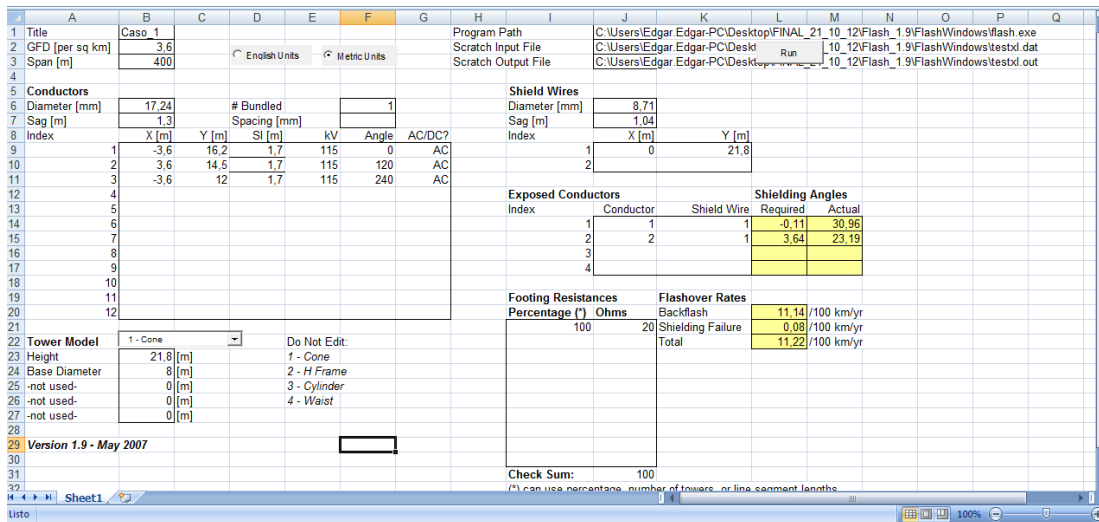 A B C D E F G H I J K L M N O P Q
1 Title Caso_1 Program Path C:\Users\Edgar.Edgar-PC\Desktop\FINAL_21_10_12\Flash_1.9\FlashWindows\flash.exe
2 GFD [per sq km] 3,6 English Units Metric Units Scratch Input File C:\Users\Edgar.Edgar-PC\Desktop Run _10_12\Flash_1.9\FlashWindows\testxl.dat
3 Span [m] 400 Scratch Output File C:\Users\Edgar.Edgar-PC\Desktop\FINAL_21_10_12\Flash_1.9\FlashWindows\testxl.out
4
5 Conductors Shield Wires
6 Diameter [mm] 17,24 # Bundled 1 Diameter [mm] 8,71
7 Sag [m] 1,3 Spacing [mm] Sag [m] 1,04
8 Index X [m] Y [m] SI [m] kV Angle AC/DC? Index X [m] Y [m]
9 1 -3,6 16,2 1,7 115 0 AC 1 0 21,8
10 2 3,6 14,5 1,7 115 120 AC 2
11 3 -3,6 12 1,7 115 240 AC
12 4 Exposed Conductors Shielding Angles
13 5 Index Conductor Shield Wire Required Actual
14 6 1 1 1 -0,11 30,96
15 7 2 2 1 3,64 23,19
16 8 3
17 9 4
18 10
19 11 Footing Resistances Flashover Rates
20 12 Percentage (*) Ohms Backflash 11,14 /100 km/yr
21 100 20 Shielding Failure 0,08 /100 km/yr
22 Tower Model 1 - Cone Do Not Edit: Total 11,22 /100 km/yr
23 Height 21,8 [m] 1 - Cone
24 Base Diameter 8 [m] 2 - H Frame
25 -not used- 0 [m] 3 - Cylinder
26 -not used- 0 [m] 4 - Waist
27 -not used- 0 [m]
28
29 Version 1.9 - May 2007
30
31 Check Sum: 100
32 (*) can use percentage, number of towers, or line segment lengths
Sheet1
Listo 100%